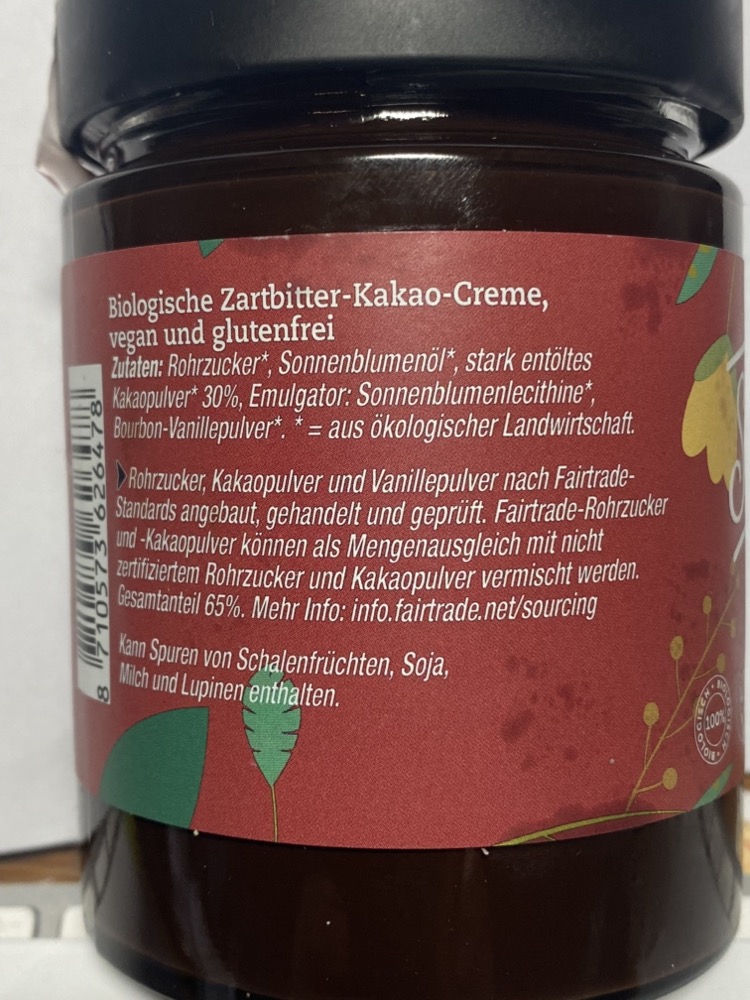 Biologische Zartbitter-Kakao-Creme,
vegan und glutenfrei
Zutaten: Rohrzucker*, Sonnenblumenöl*, stark entöltes
Kakaopulver* 30%, Emulgator: Sonnenblumenlecithine*,
Bourbon-Vanillepulver*. * = aus ökologischer Landwirtschaft.
Rohrzucker, Kakaopulver und Vanillepulver nach Fairtrade-
Standards angebaut, gehandelt und geprüft. Fairtrade-Rohrzucker
und -Kakaopulver können als Mengenausgleich mit nicht
zertifiziertem Rohrzucker und Kakaopulver vermischt werden.
Gesamtanteil 65%. Mehr Info: info.fairtrade.net/sourcing
Kann Spuren von Schalenfrüchten, Soja,
Milch und Lupinen enthalten.
8 710573 626478
100%
BIOLOGISCH • BIOLOGISCH •